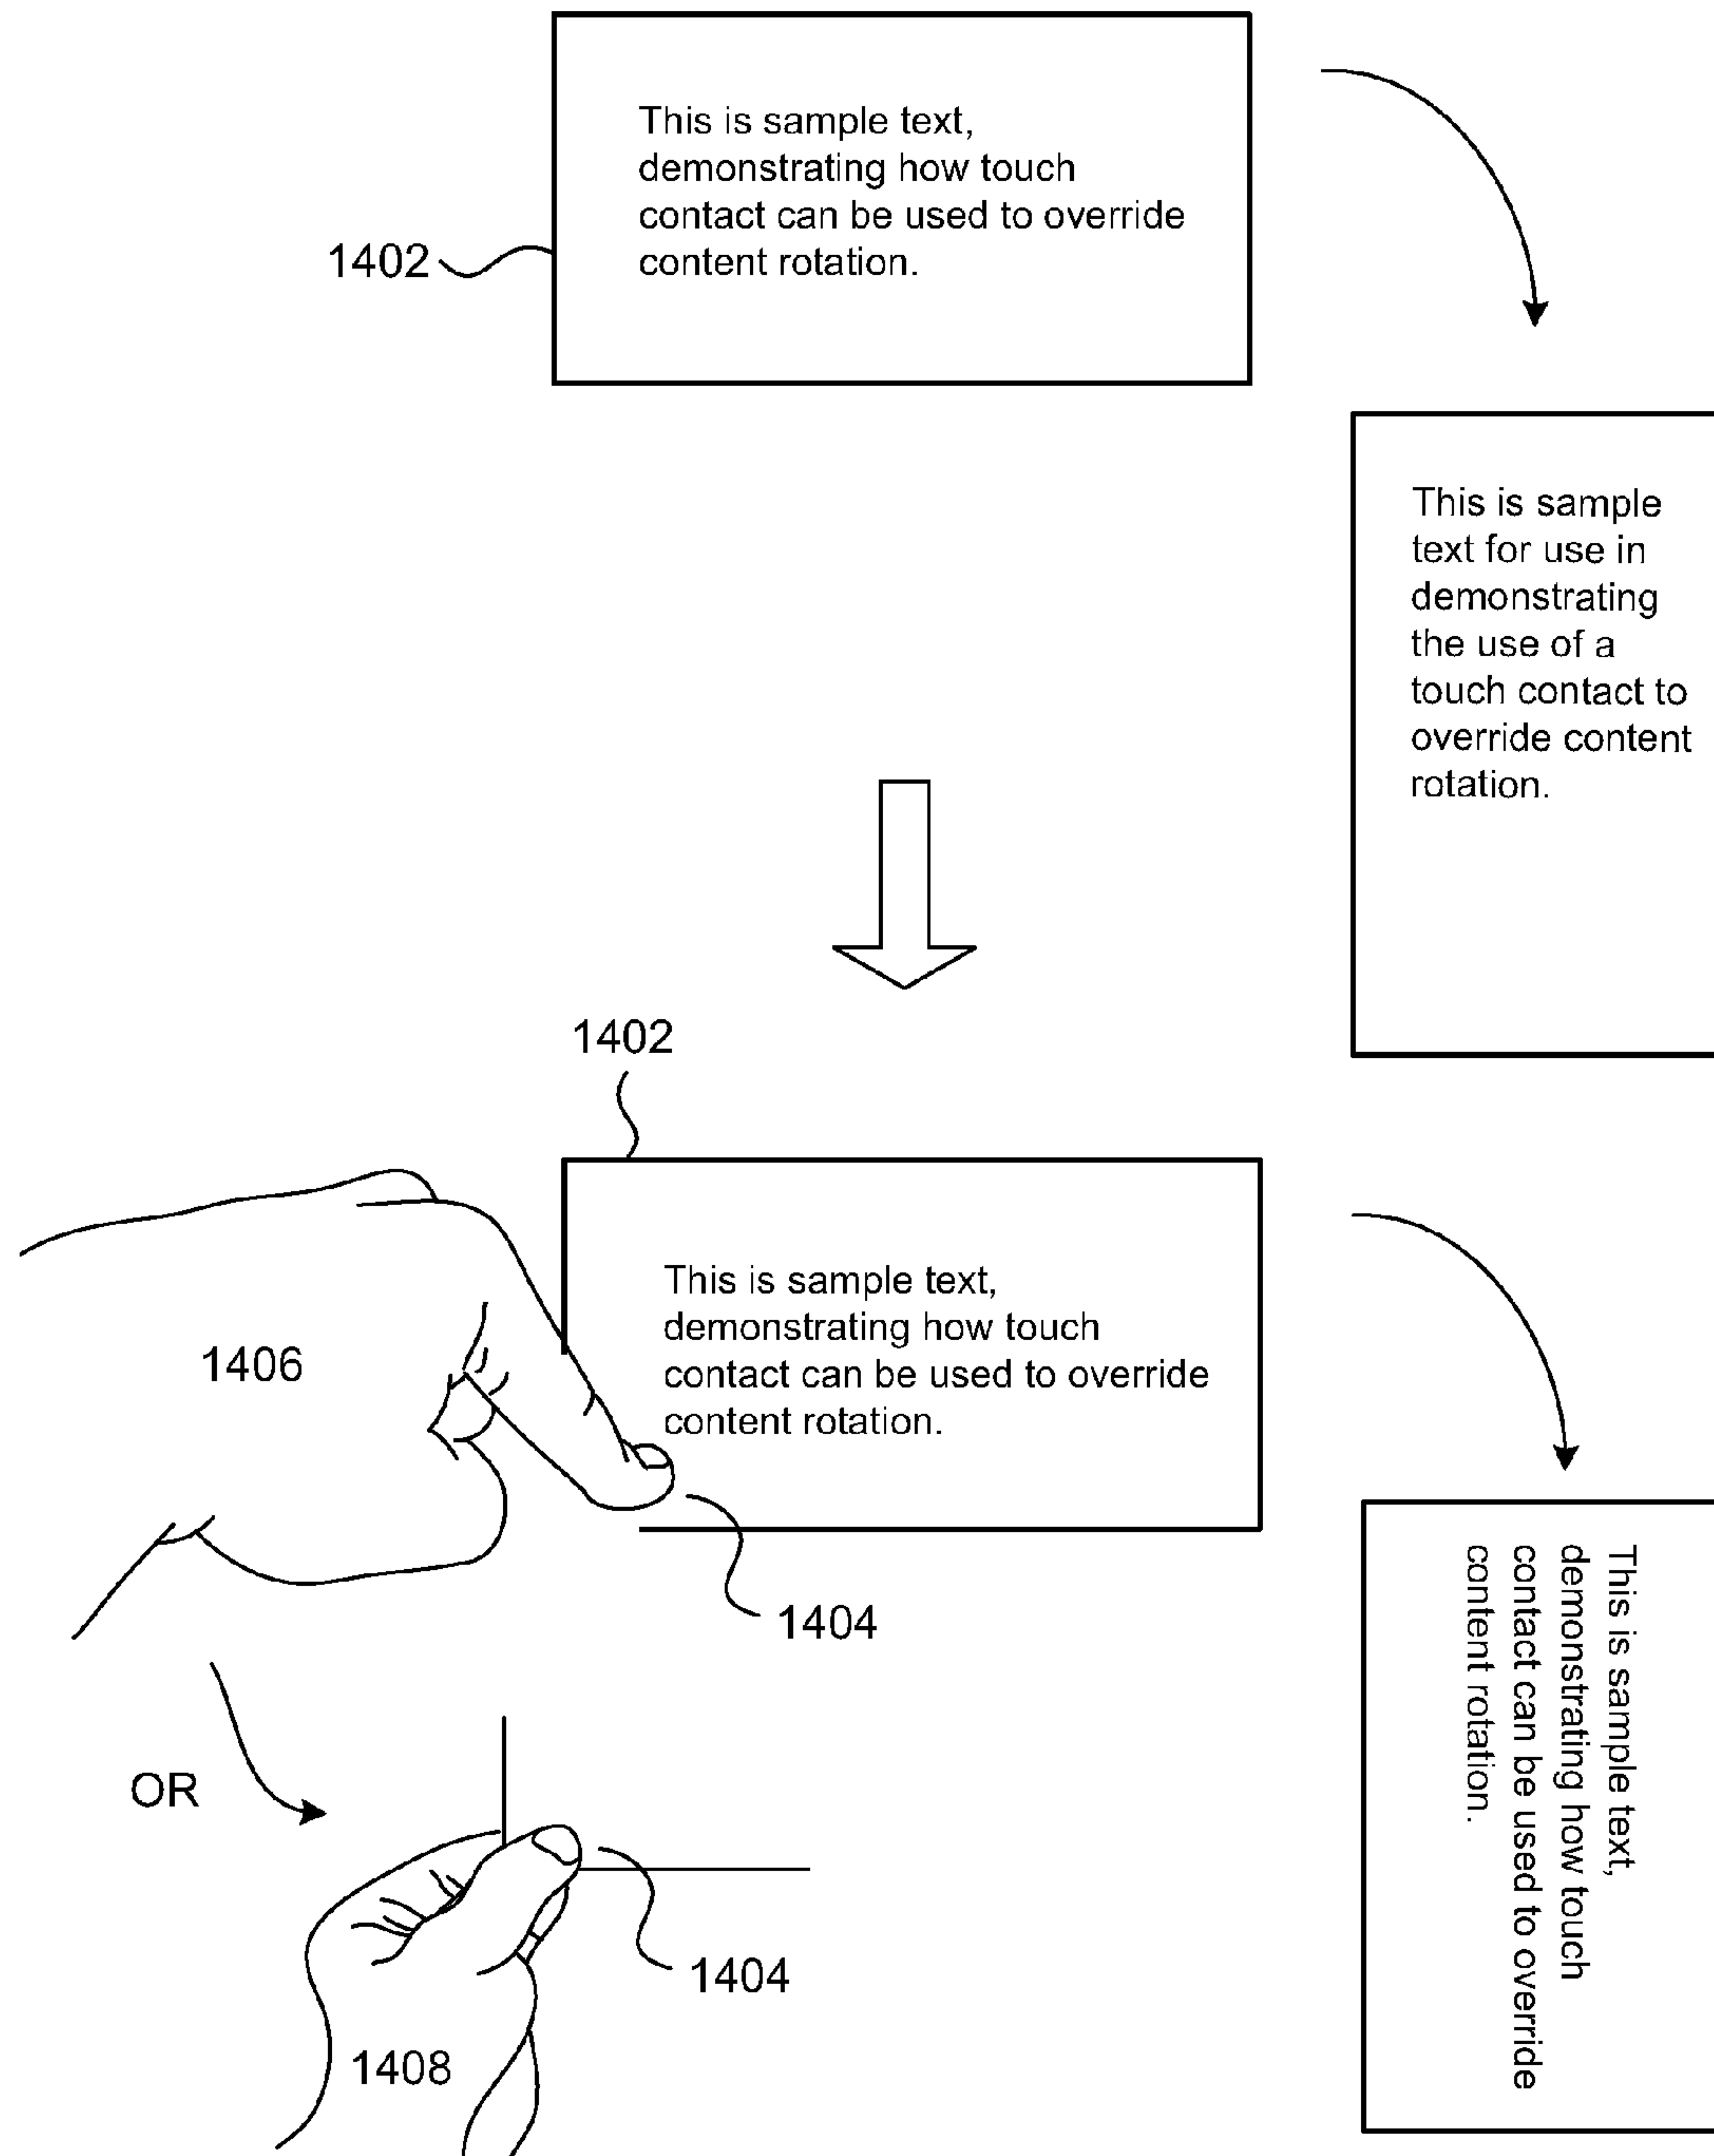 This is sample text,
demonstrating how touch
contact can be used to override
content rotation.
1402
This is sample
text for use in
demonstrating
the use of a
touch contact to
override content
rotation.
1402
This is sample text,
demonstrating how touch
contact can be used to override
content rotation.
1406
1404
This is sample text,
demonstrating how touch
contact can be used to override
content rotation.
OR
1404
1408